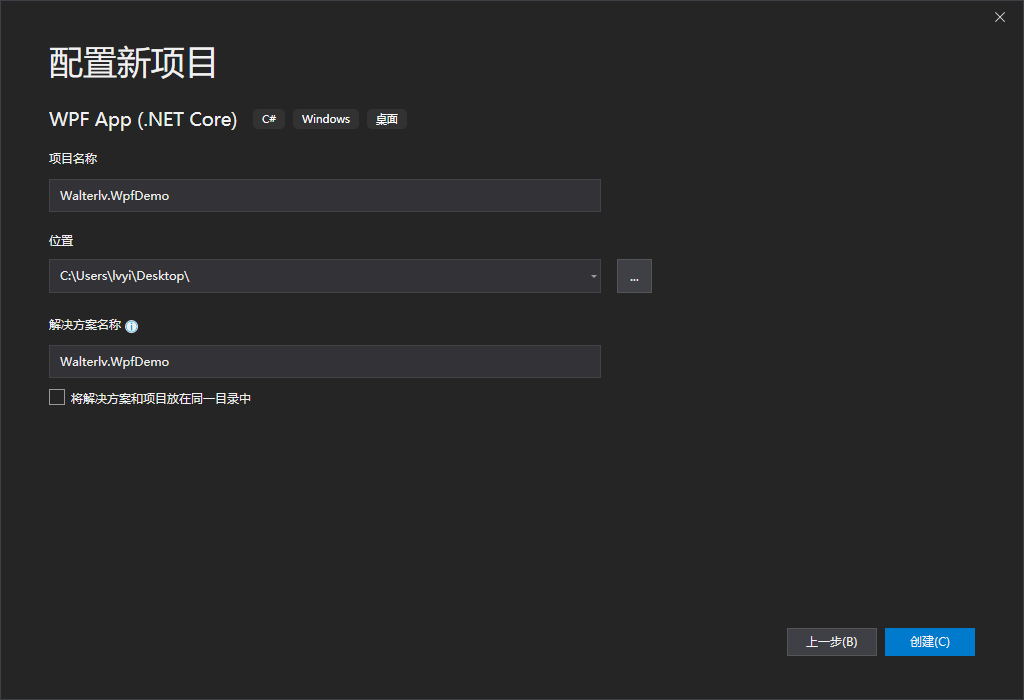 配置新项目
WPF App (.NET Core) C# Windows 桌面
项目名称
Walterlv.WpfDemo
位置
C:\Users\lvyi\Desktop\
...
解决方案名称
Walterlv.WpfDemo
将解决方案和项目放在同一目录中
上一步(B) 创建(C)